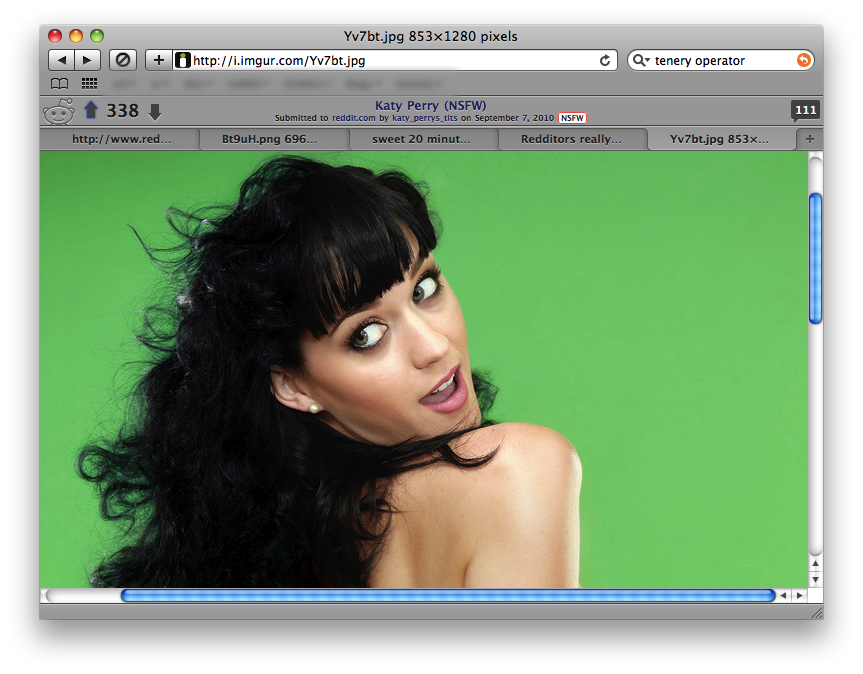 Yv7bt.jpg 853×1280 pixels
http://i.imgur.com/Yv7bt.jpg
tenery operator
338
Katy Perry (NSFW)
Submitted to reddit.com by katy_perrys_tits on September 7, 2010 NSFW
111
http://www.red...
Bt9uH.png 696...
sweet 20 minut...
Redditors really...
Yv7bt.jpg 853×...